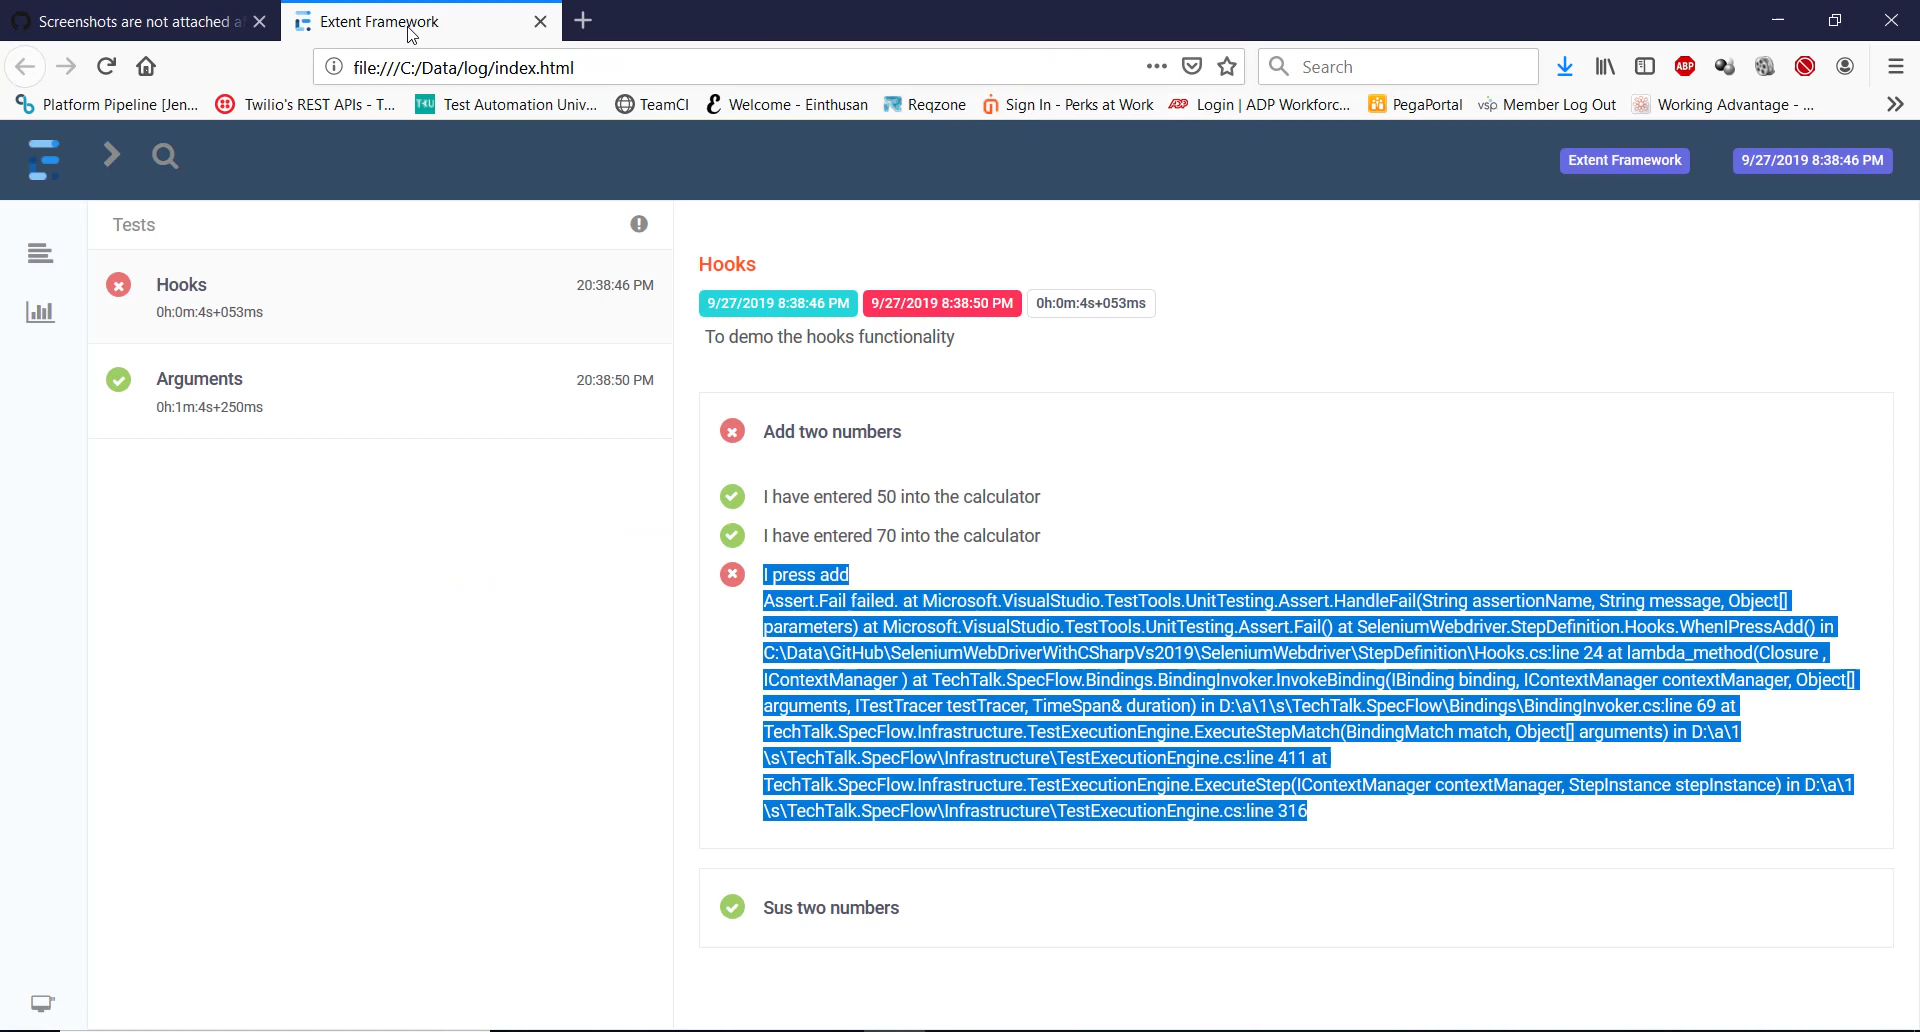 Screenshots are not attached a
Extent Framework
file:///C:/Data/log/index.html
Search
ABP
Platform Pipeline [Jen...
Twilio's REST APIs - T...
Test Automation Univ...
TeamCI
Welcome - Einthusan
Reqzone
Sign In - Perks at Work
Login | ADP Workforc...
PegaPortal
vsp Member Log Out
Working Advantage - ...
Extent Framework
9/27/2019 8:38:46 PM
Tests
Hooks
20:38:46 PM
0h:0m:4s+053ms
Arguments
20:38:50 PM
0h:1m:4s+250ms
Hooks
9/27/2019 8:38:46 PM 9/27/2019 8:38:50 PM 0h:0m:4s+053ms
To demo the hooks functionality
Add two numbers
I have entered 50 into the calculator
I have entered 70 into the calculator
I press add
Assert.Fail failed. at Microsoft.VisualStudio.TestTools.UnitTesting.Assert.HandleFail(String assertionName, String message, Object[]
parameters) at Microsoft.VisualStudio.TestTools.UnitTesting.Assert.Fail() at SeleniumWebdriver.StepDefinition.Hooks.WhenIPressAdd() in
C:\Data\GitHub\SeleniumWebDriverWithCSharpVs2019\SeleniumWebdriver\StepDefinition\Hooks.cs:line 24 at lambda_method(Closure ,
IContextManager ) at TechTalk.SpecFlow.Bindings.BindingInvoker.InvokeBinding(IBinding binding, IContextManager contextManager, Object[]
arguments, ITestTracer testTracer, TimeSpan& duration) in D:\a\1\s\TechTalk.SpecFlow\Bindings\BindingInvoker.cs:line 69 at
TechTalk.SpecFlow.Infrastructure.TestExecutionEngine.ExecuteStepMatch(BindingMatch match, Object[] arguments) in D:\a\1
\s\TechTalk.SpecFlow\Infrastructure\TestExecutionEngine.cs:line 411 at
TechTalk.SpecFlow.Infrastructure.TestExecutionEngine.ExecuteStep(IContextManager contextManager, StepInstance stepInstance) in D:\a\1
\s\TechTalk.SpecFlow\Infrastructure\TestExecutionEngine.cs:line 316
Sus two numbers